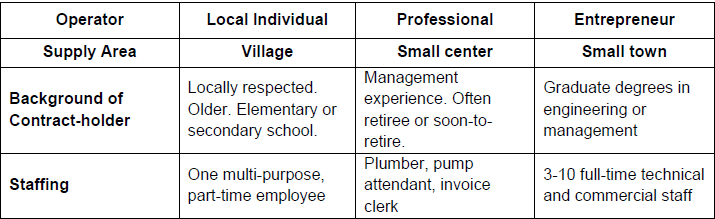 Operator Local Individual Professional Entrepreneur
Supply Area Village Small center Small town
Background of
Contract-holder
Locally respected.
Older. Elementary or
secondary school.
Management
experience. Often
retiree or soon-to-
retire.
Graduate degrees in
engineering or
management
Staffing
One multi-purpose,
part-time employee
Plumber, pump
attendant, invoice
clerk
3-10 full-time technical
and commercial staff